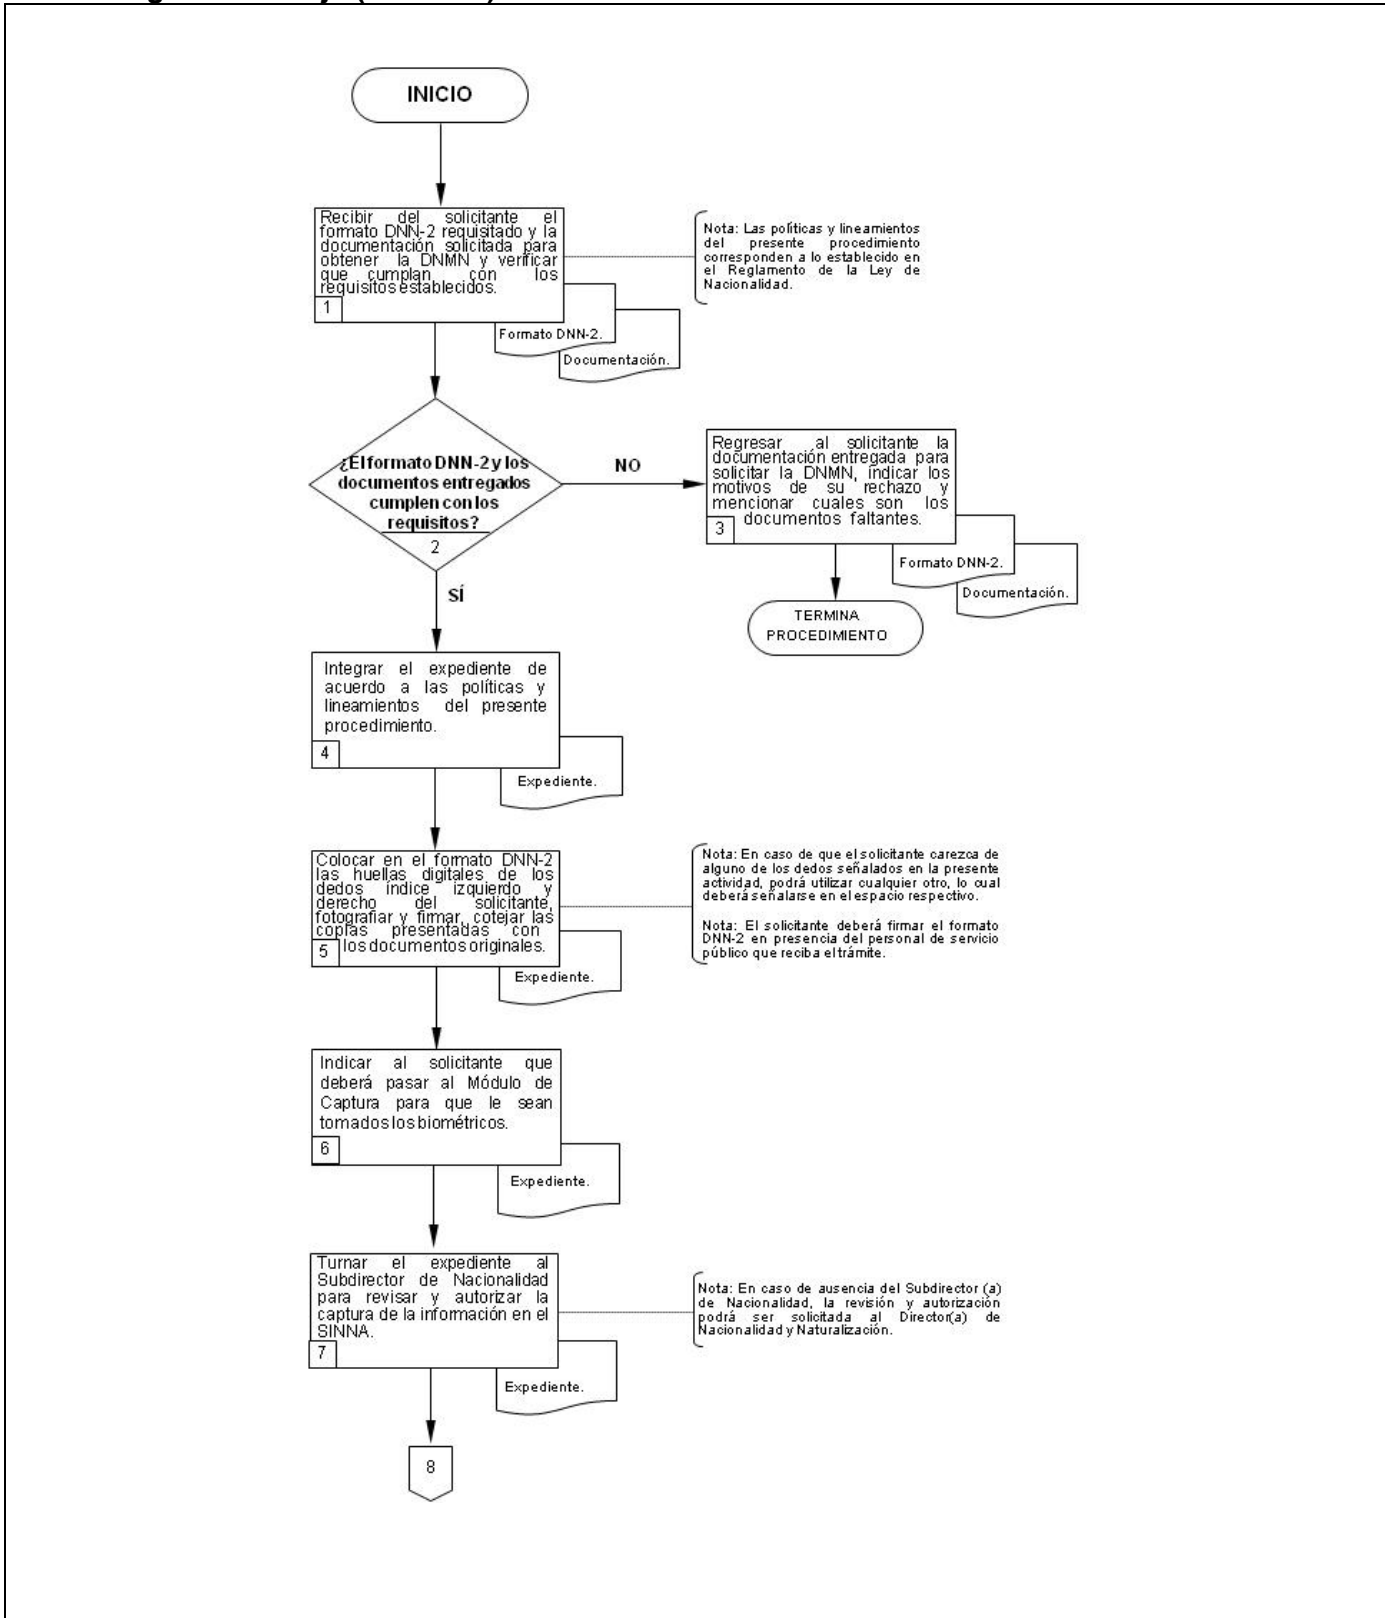 INICIO
Recibir del solicitante el
formato DNN-2 requisitado y la
documentación solicitada para
obtener la DNMN y verificar
que cumplan con los
requisitos establecidos.
1
Nota: Las políticas y lineamientos
del presente procedimiento
corresponden a lo establecido en
el Reglamento de la Ley de
Nacionalidad.
Formato DNN-2.
Documentación.
¿El formato DNN-2 y los
documentos entregados
cumplen con los
requisitos?
2
NO
Regresar al solicitante la
documentación entregada para
solicitar la DNMN, indicar los
motivos de su rechazo y
mencionar cuales son los
documentos faltantes.
3
Formato DNN-2.
Documentación.
TERMINA
PROCEDIMIENTO
SÍ
Integrar el expediente de
acuerdo a las políticas y
lineamientos del presente
procedimiento.
4
Expediente.
Colocar en el formato DNN-2
las huellas digitales de los
dedos índice izquierdo y
derecho del solicitante,
fotografiar y firmar, cotejar las
copias presentadas con
los documentos originales.
5
Expediente.
Nota: En caso de que el solicitante carezca de
alguno de los dedos señalados en la presente
actividad, podrá utilizar cualquier otro, lo cual
deberá señalarse en el espacio respectivo.
Nota: El solicitante deberá firmar el formato
DNN-2 en presencia del personal de servicio
público que reciba el trámite.
Indicar al solicitante que
deberá pasar al Módulo de
Captura para que le sean
tomados los biométricos.
6
Expediente.
Turnar el expediente al
Subdirector de Nacionalidad
para revisar y autorizar la
captura de la información en el
SINNA.
7
Expediente.
Nota: En caso de ausencia del Subdirector (a)
de Nacionalidad, la revisión y autorización
podrá ser solicitada al Director(a) de
Nacionalidad y Naturalización.
8